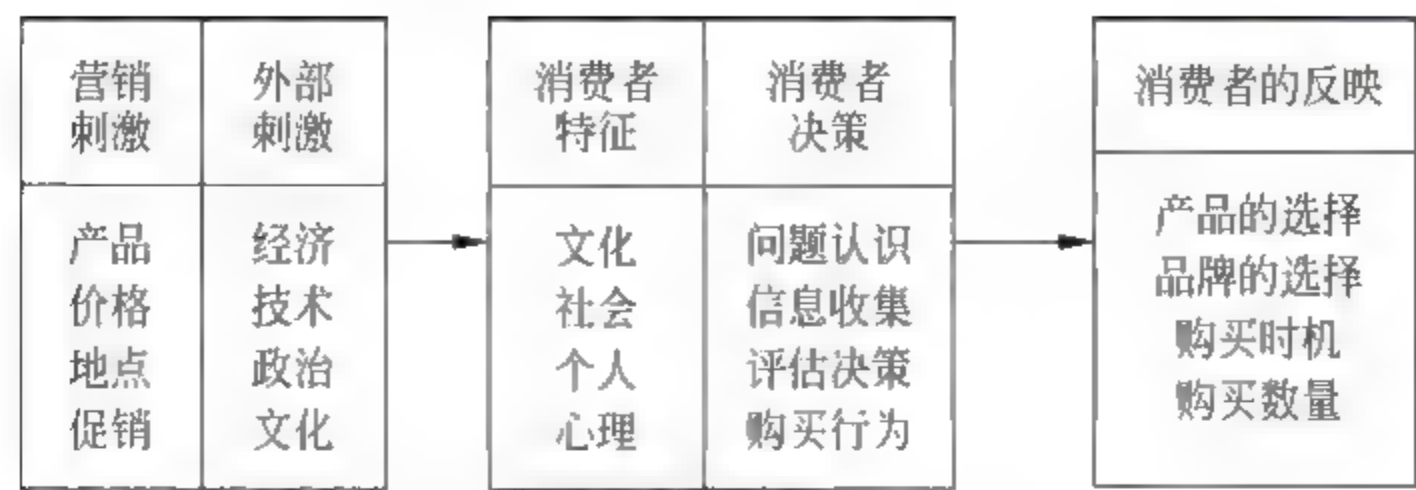 营销
刺激
外部
刺激
产品
价格
地点
促销
经济
技术
政治
文化
消费者
特征
消费者
决策
文化
社会
个人
心理
问题认识
信息收集
评估决策
购买行为
消费者的反映
产品的选择
品牌的选择
购买时机
购买数量